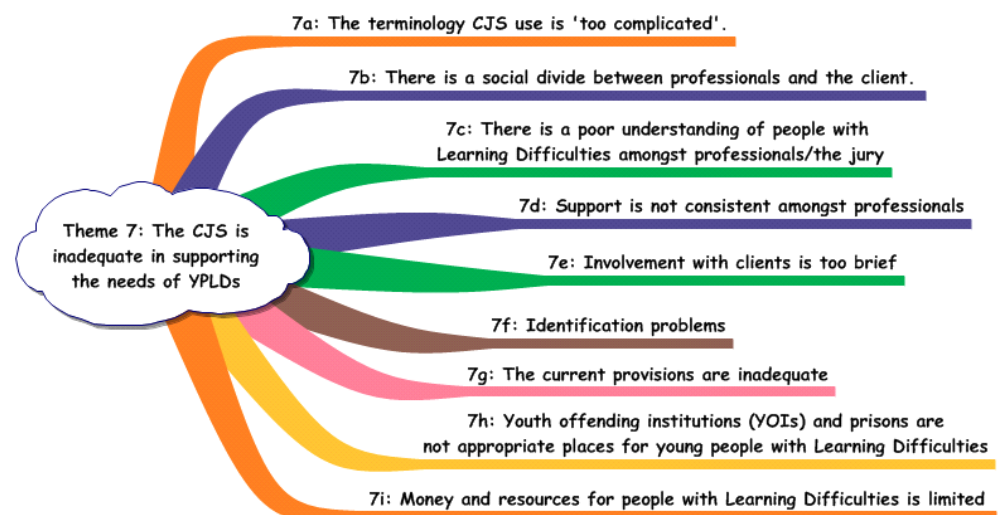 7a: The terminology CJS use is 'too complicated'.
7b: There is a social divide between professionals and the client.
7c: There is a poor understanding of people with
Learning Difficulties amongst professionals/the jury
7d: Support is not consistent amongst professionals
Theme 7: The CJS is
inadequate in supporting
the needs of YPLDs
7e: Involvement with clients is too brief
7f: Identification problems
7g: The current provisions are inadequate
7h: Youth offending institutions (YOIs) and prisons are
not appropriate places for young people with Learning Difficulties
7i: Money and resources for people with Learning Difficulties is limited